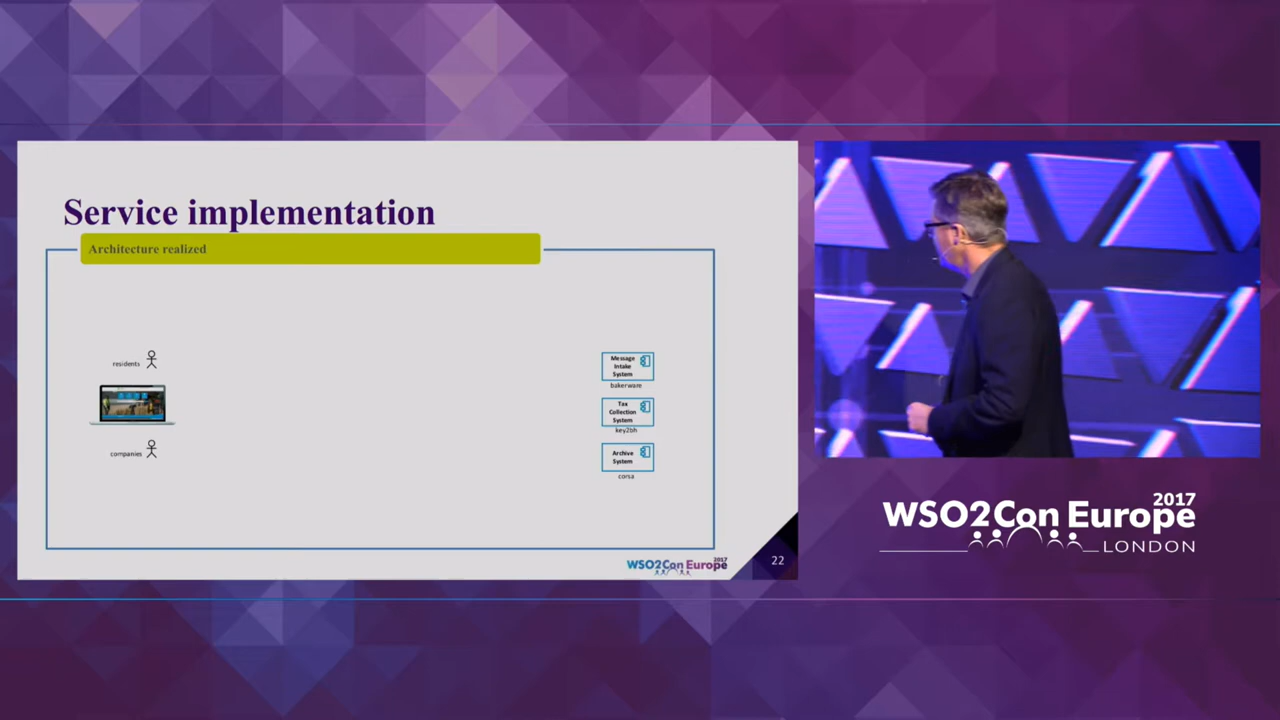 Service implementation
Architecture realized
residents
companies
Message
Intake
System
bakerware
Tax
Collection
System
key2bh
Archive
System
corsa
WSO2Con Europe
2017
22
2017
WSO2Con Europe
LONDON